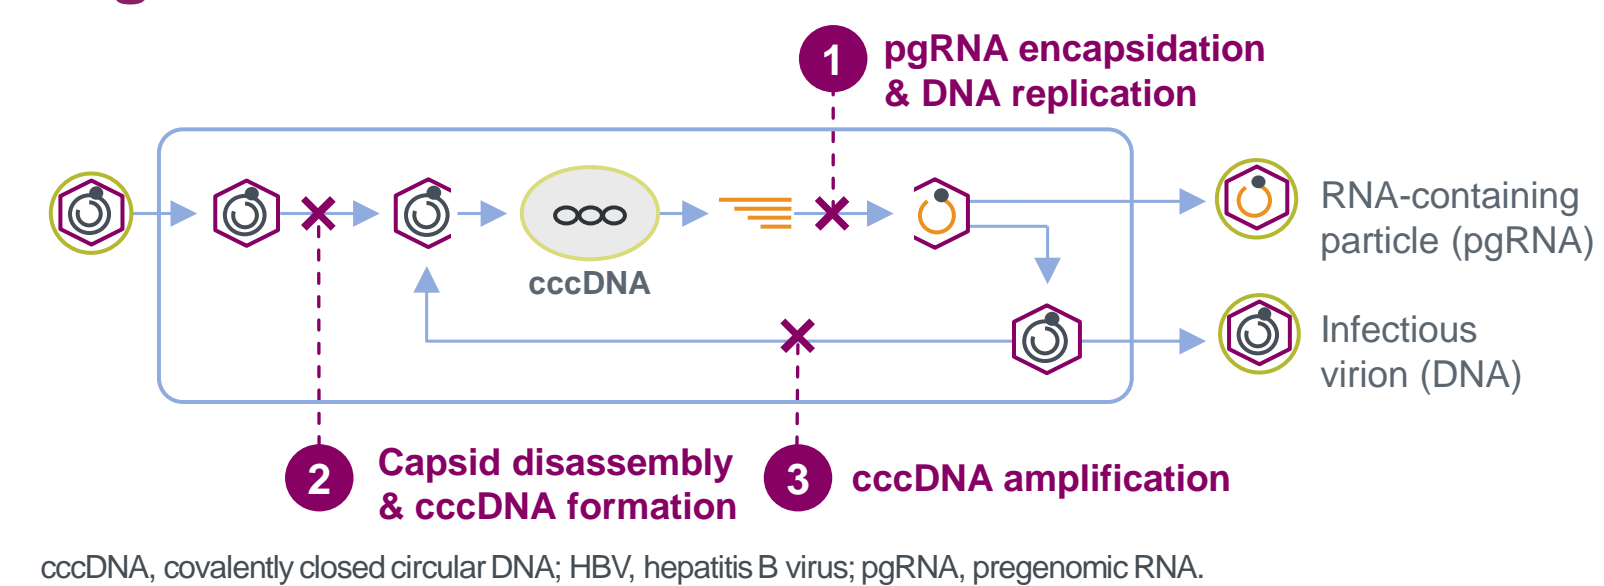 1
pgRNA encapsidation
& DNA replication
cccDNA
RNA-containing
particle (pgRNA)
Infectious
virion (DNA)
2
Capsid disassembly
& cccDNA formation
3
cccDNA amplification
cccDNA, covalently closed circular DNA; HBV, hepatitis B virus; pgRNA, pregenomic RNA.